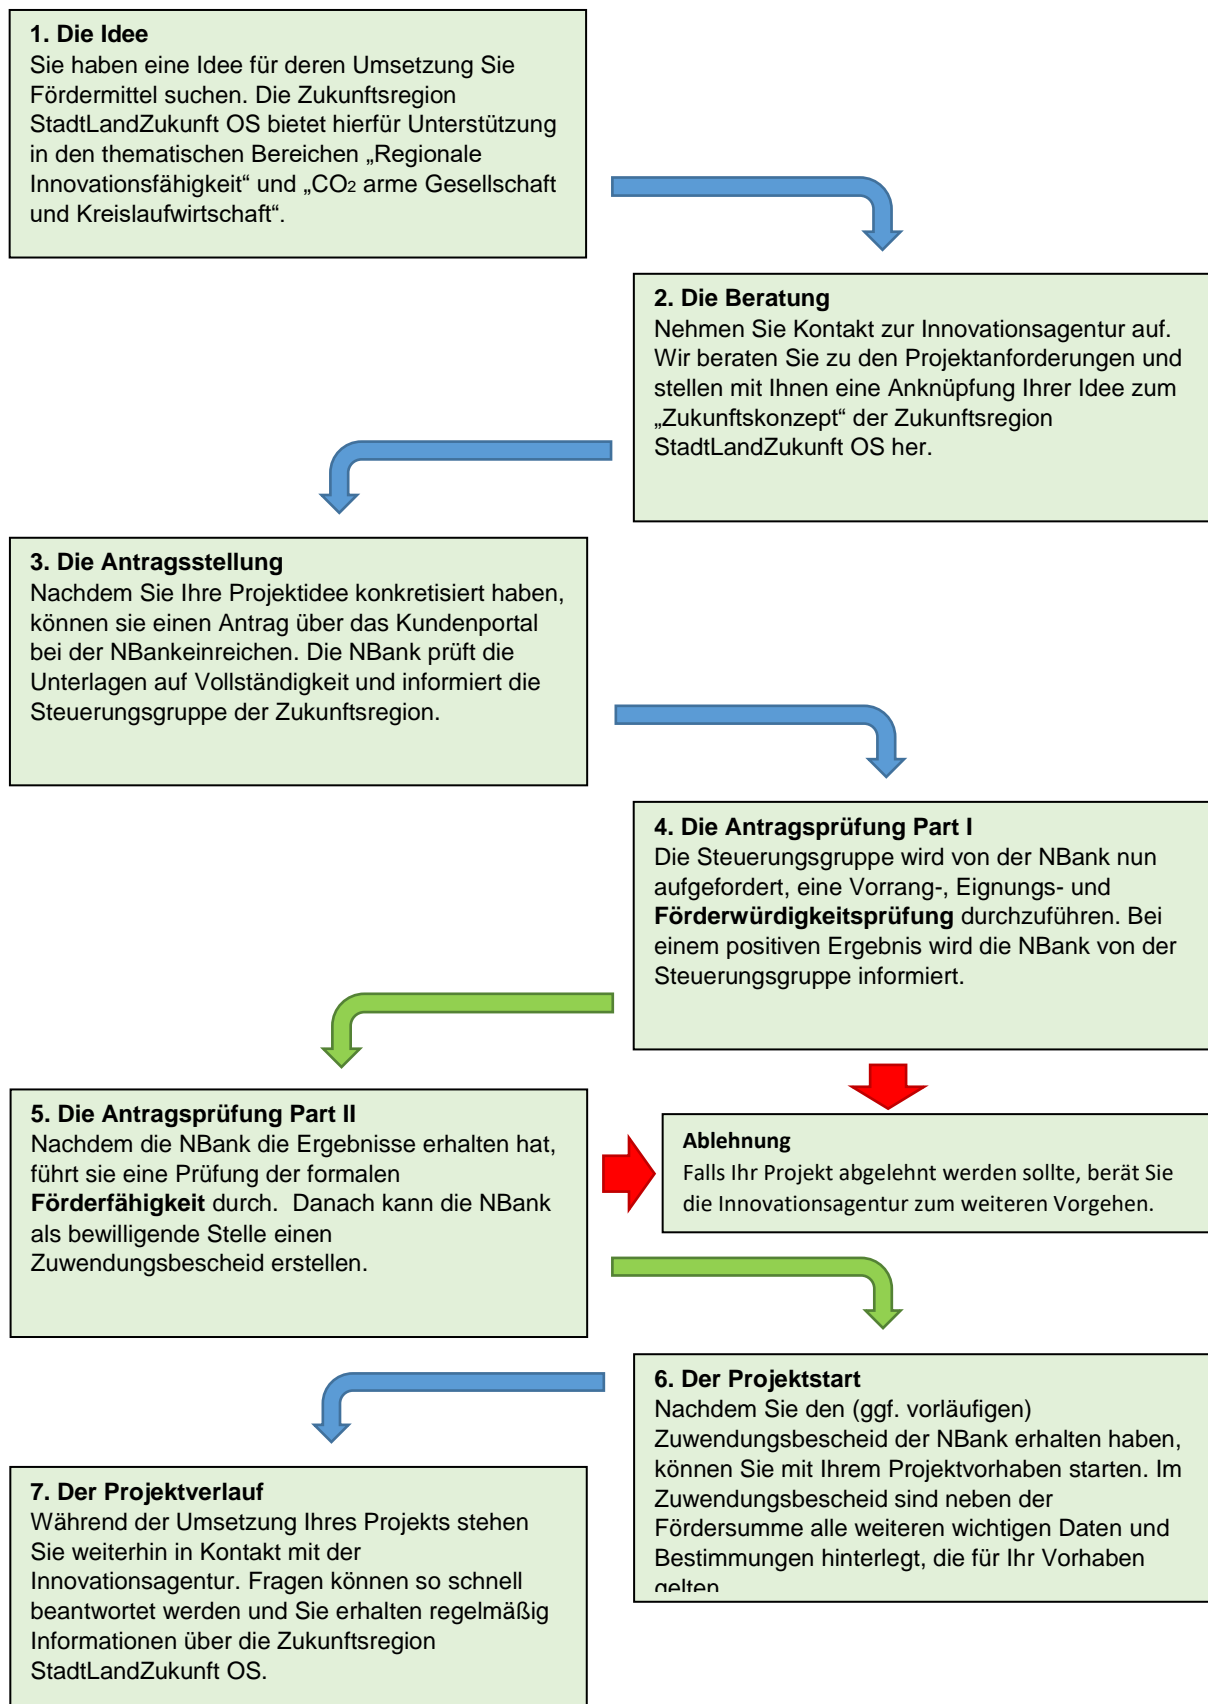 1. Die Idee
Sie haben eine Idee für deren Umsetzung Sie
Fördermittel suchen. Die Zukunftsregion
StadtLandZukunft OS bietet hierfür Unterstützung
in den thematischen Bereichen „Regionale
Innovationsfähigkeit“ und „CO₂ arme Gesellschaft
und Kreislaufwirtschaft“.
2. Die Beratung
Nehmen Sie Kontakt zur Innovationsagentur auf.
Wir beraten Sie zu den Projektanforderungen und
stellen mit Ihnen eine Anknüpfung Ihrer Idee zum
„Zukunftskonzept“ der Zukunftsregion
StadtLandZukunft OS her.
3. Die Antragsstellung
Nachdem Sie Ihre Projektidee konkretisiert haben,
können sie einen Antrag über das Kundenportal
bei der NBankeinreichen. Die NBank prüft die
Unterlagen auf Vollständigkeit und informiert die
Steuerungsgruppe der Zukunftsregion.
4. Die Antragsprüfung Part I
Die Steuerungsgruppe wird von der NBank nun
aufgefordert, eine Vorrang-, Eignungs- und
Förderwürdigkeitsprüfung durchzuführen. Bei
einem positiven Ergebnis wird die NBank von der
Steuerungsgruppe informiert.
5. Die Antragsprüfung Part II
Nachdem die NBank die Ergebnisse erhalten hat,
führt sie eine Prüfung der formalen
Förderfähigkeit durch. Danach kann die NBank
als bewilligende Stelle einen
Zuwendungsbescheid erstellen.
Ablehnung
Falls Ihr Projekt abgelehnt werden sollte, berät Sie
die Innovationsagentur zum weiteren Vorgehen.
6. Der Projektstart
Nachdem Sie den (ggf. vorläufigen)
Zuwendungsbescheid der NBank erhalten haben,
können Sie mit Ihrem Projektvorhaben starten. Im
Zuwendungsbescheid sind neben der
Fördersumme alle weiteren wichtigen Daten und
Bestimmungen hinterlegt, die für Ihr Vorhaben
gelten
7. Der Projektverlauf
Während der Umsetzung Ihres Projekts stehen
Sie weiterhin in Kontakt mit der
Innovationsagentur. Fragen können so schnell
beantwortet werden und Sie erhalten regelmäßig
Informationen über die Zukunftsregion
StadtLandZukunft OS.